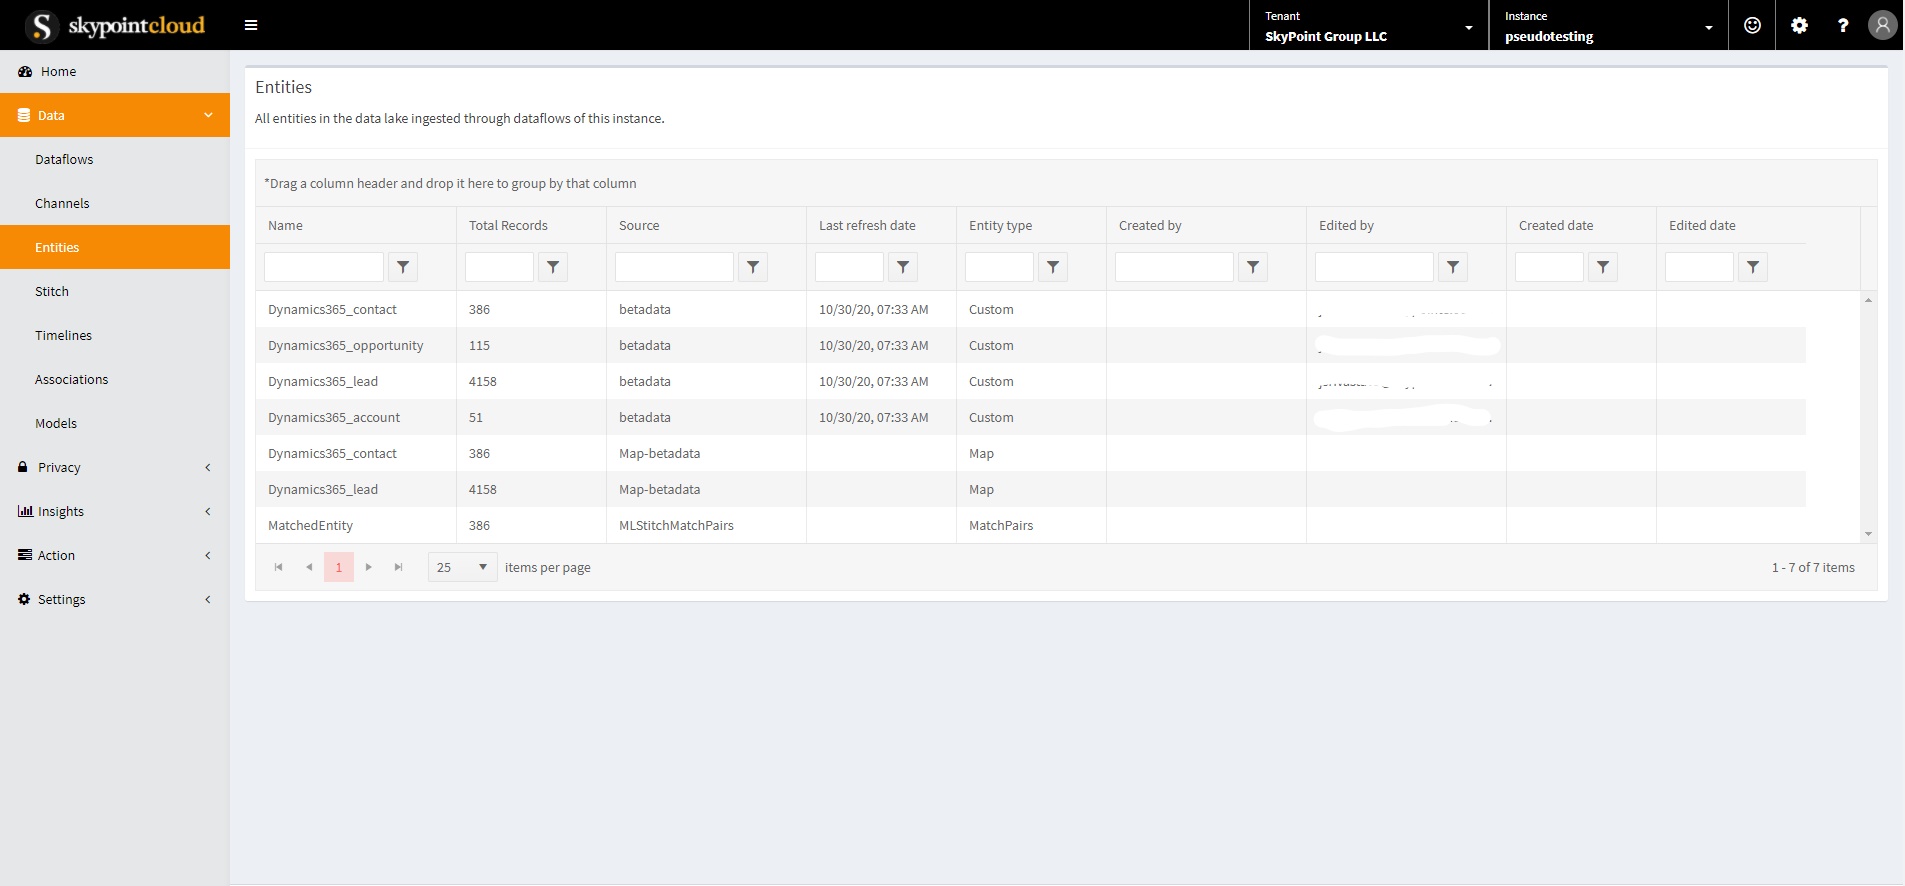 skypointcloud
Tenant
SkyPoint Group LLC
Instance
pseudotesting
?
Home
Data
Dataflows
Channels
Entities
Stitch
Timelines
Associations
Models
Privacy
Insights
Action
Settings
Entities
All entities in the data lake ingested through dataflows of this instance.
*Drag a column header and drop it here to group by that column
Name Total Records Source Last refresh date Entity type Created by Edited by Created date Edited date
Dynamics365_contact 386 betadata 10/30/20, 07:33 AM Custom
Dynamics365_opportunity 115 betadata 10/30/20, 07:33 AM Custom
Dynamics365_lead 4158 betadata 10/30/20, 07:33 AM Custom
Dynamics365_account 51 betadata 10/30/20, 07:33 AM Custom
Dynamics365_contact 386 Map-betadata Map
Dynamics365_lead 4158 Map-betadata Map
MatchedEntity 386 MLStitchMatchPairs MatchPairs
1 25 items per page 1 - 7 of 7 items